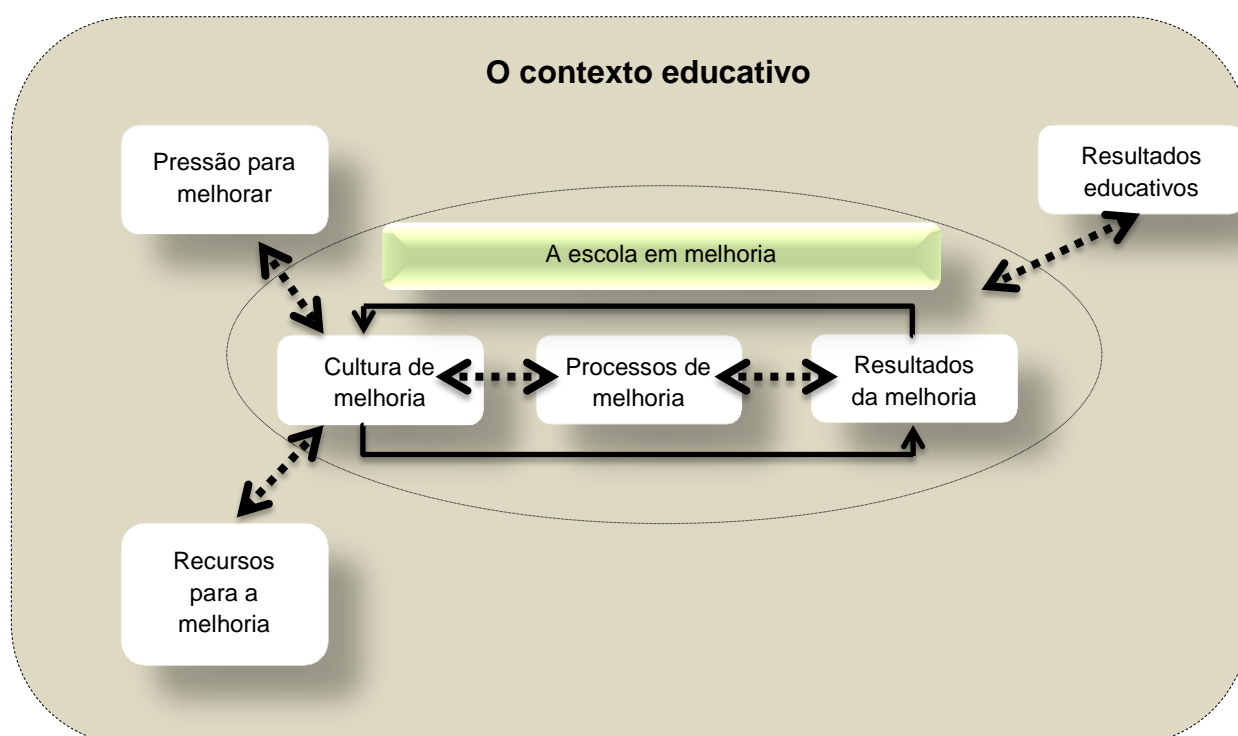 O contexto educativo
Pressão para
melhorar
Resultados
educativos
A escola em melhoria
Cultura de
melhoria
Processos de
melhoria
Resultados
da melhoria
Recursos
para a
melhoria